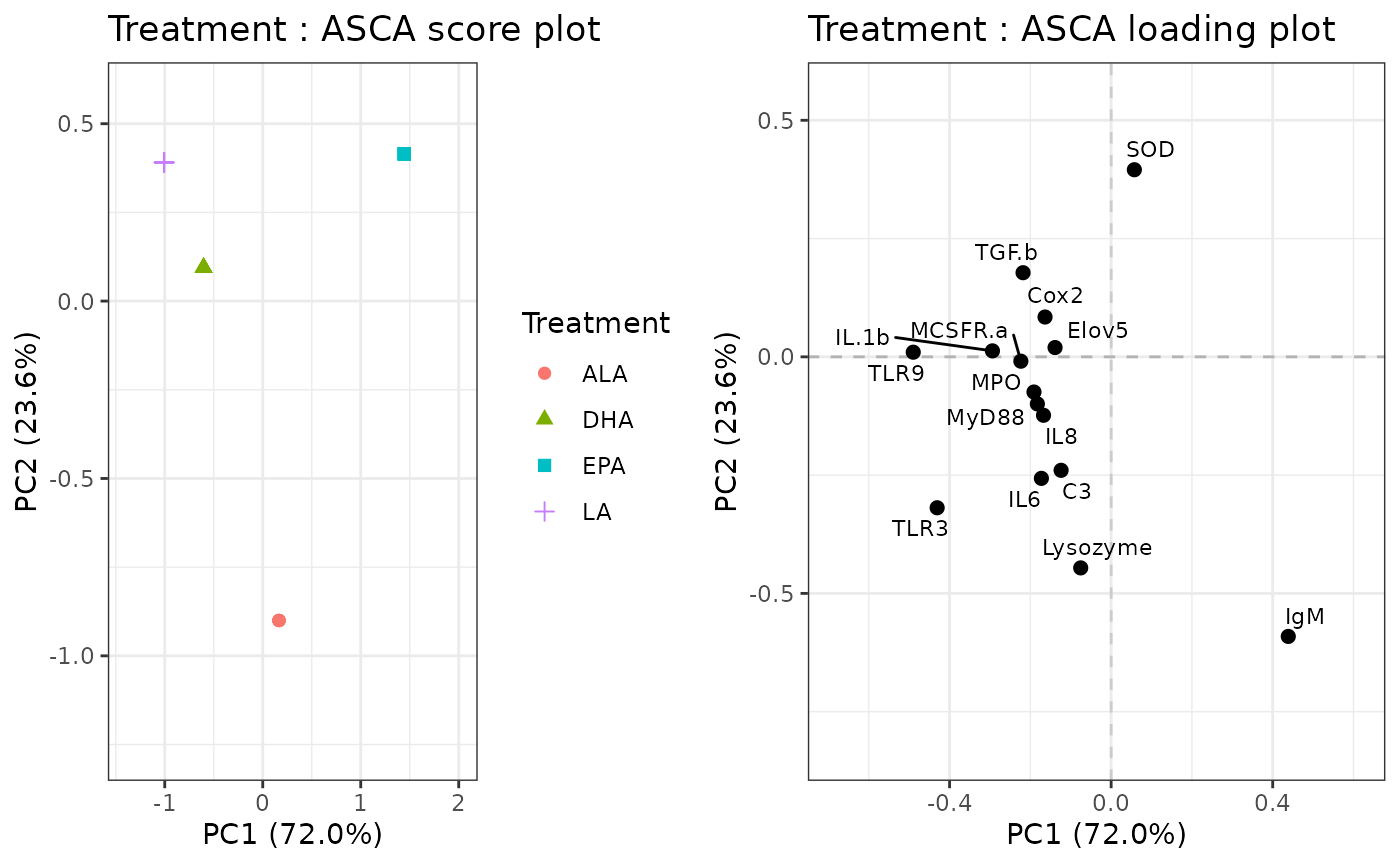 Treatment : ASCA score plot
0.5
0.0
-0.5
-1.0
-1
0
1
2
PC1 (72.0%)
PC2 (23.6%)
Treatment
ALA
DHA
EPA
LA
Treatment : ASCA loading plot
0.5
0.0
-0.5
-0.4
0.0
0.4
PC1 (72.0%)
PC2 (23.6%)
SOD
TGF.b
Cox2
IL.1b
MCSFR.a
Elov5
TLR9
MPO
MyD88
IL8
IL6
C3
TLR3
Lysozyme
IgM